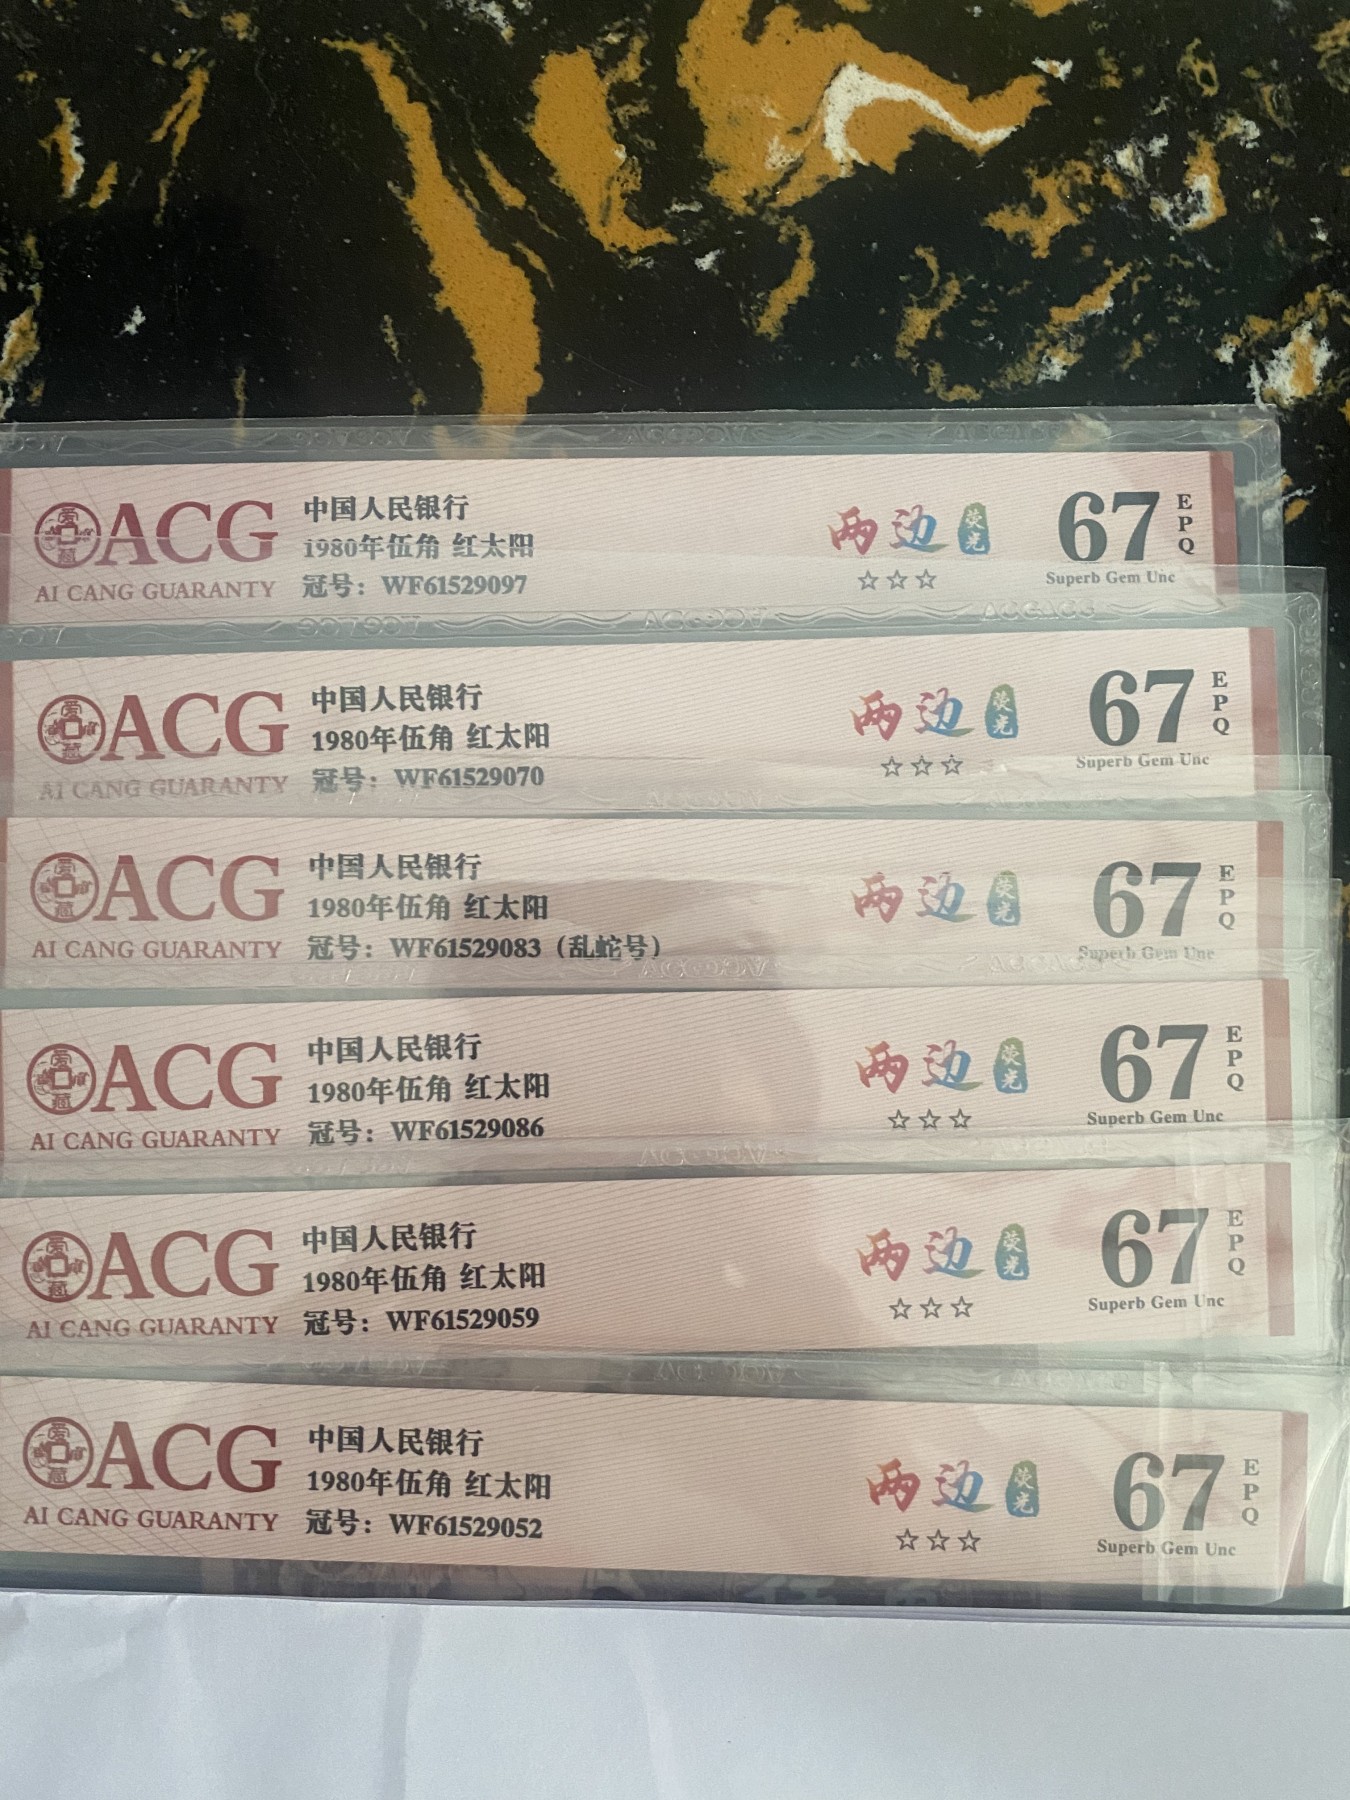 ACG
AI CANG GUARANTY
中国人民银行
1980年伍角 红太阳
冠号：WF61529097
两边荧光
☆☆☆
67 EPQ
Superb Gem Unc
ACG
AI CANG GUARANTY
中国人民银行
1980年伍角 红太阳
冠号：WF61529070
两边荧光
☆☆☆
67 EPQ
Superb Gem Unc
ACG
AI CANG GUARANTY
中国人民银行
1980年伍角 红太阳
冠号：WF61529083（乱蛇号）
两边荧光
67 EPQ
Superb Gem Unc
ACG
AI CANG GUARANTY
中国人民银行
1980年伍角 红太阳
冠号：WF61529086
两边荧光
☆☆☆
67 EPQ
Superb Gem Unc
ACG
AI CANG GUARANTY
中国人民银行
1980年伍角 红太阳
冠号：WF61529059
两边荧光
☆☆☆
67 EPQ
Superb Gem Unc
ACG
AI CANG GUARANTY
中国人民银行
1980年伍角 红太阳
冠号：WF61529052
两边荧光
☆☆☆
67 EPQ
Superb Gem Unc